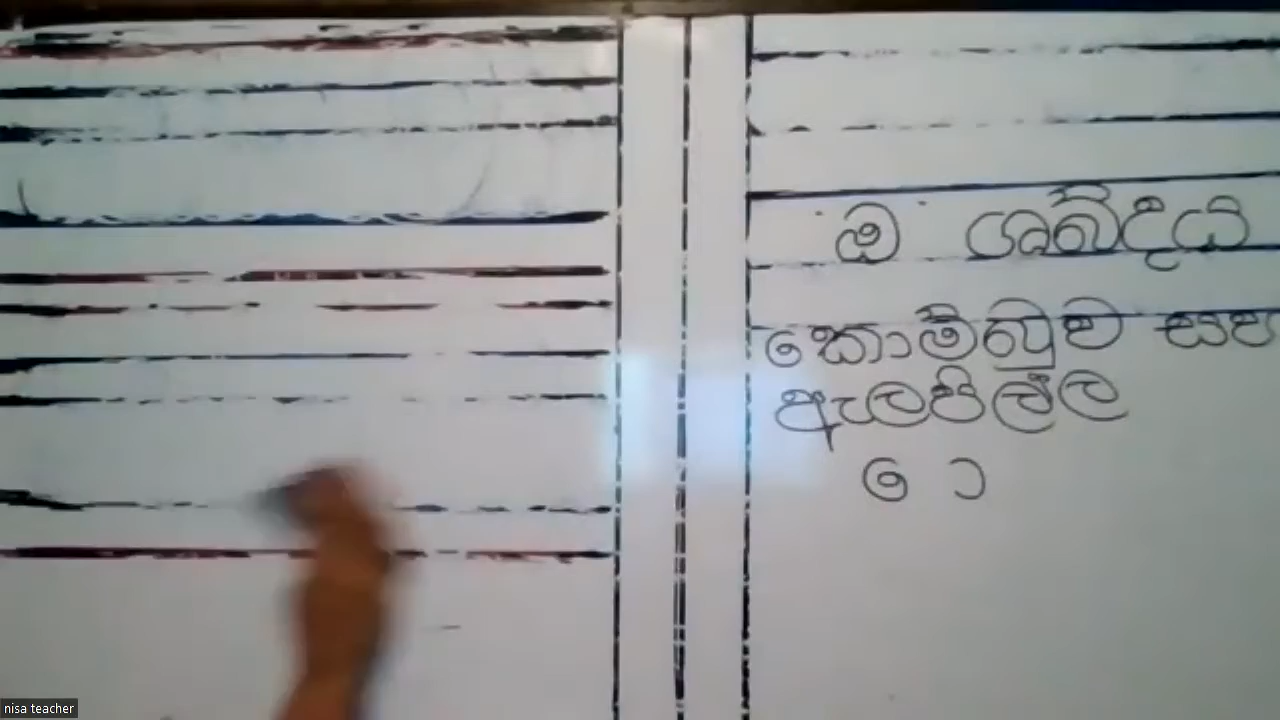 ඔ ශබ්දය
කොම්බුව සහ
ඇලපිල්ල
ෙ ා
nisa teacher